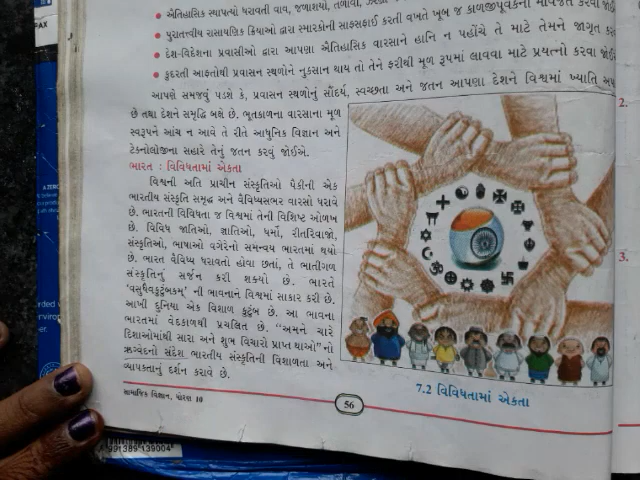 ઐતિહાસિક સ્થાપત્યો ધરાવતી વાવ, જળાશયો, તળાવો,
• પુરાતત્ત્વીય રાસાયણિક ક્રિયાઓ દ્વારા સ્મારકોની સાફસફાઈ કરતી વખતે ખૂબ જ કાળજીપૂર્વકની માવજત કરવી
• દેશ-વિદેશના પ્રવાસીઓ દ્વારા આપણા ઐતિહાસિક વારસાને હાનિ ન પહોંચે તે માટે તેમને જાગૃત
• કુદરતી આફતોથી પ્રવાસન સ્થળોને નુકસાન થાય તો તેને ફરીથી મૂળ રૂપમાં લાવવા માટે પ્રયત્નો કરવા
આપણે સમજવું પડશે કે, પ્રવાસન સ્થળોનું સૌંદર્ય, સ્વચ્છતા અને જતન આપણા દેશને વિશ્વમાં ખ્યાતિ
છે તથા દેશને સમૃદ્ધિ બક્ષે છે. ભૂતકાળના વારસાના મૂળ
સ્વરૂપને આંચ ન આવે તે રીતે આધુનિક વિજ્ઞાન અને
ટેક્નોલોજીના સહારે તેનું જતન કરવું જોઈએ.
ભારત : વિવિધતામાં એકતા
વિશ્વની અતિ પ્રાચીન સંસ્કૃતિઓ પૈકીની એક
ભારતીય સંસ્કૃતિ સમૃદ્ધ અને વૈવિધ્યસભર વારસો ધરાવે
છે. ભારતની વિવિધતા જ વિશ્વમાં તેની વિશિષ્ટ ઓળખ
છે. વિવિધ જાતિઓ, જ્ઞાતિઓ, ધર્મો, રીતરિવાજો,
સંસ્કૃતિઓ, ભાષાઓ વગેરેનો સમન્વય ભારતમાં થયો
છે. ભારત વૈવિધ્ય ધરાવતો હોવા છતાં, તે ભાતીગળ
સંસ્કૃતિનું સર્જન કરી શક્યો છે. ભારતે
'વસુધૈવકુટુંબકમ્' ની ભાવનાને વિશ્વમાં સાકાર કરી છે.
આખી દુનિયા એક વિશાળ કુટુંબ છે. આ ભાવના
ભારતમાં વેદકાળથી પ્રચલિત છે. “અમને ચારે
દિશાઓમાંથી સારા અને શુભ વિચારો પ્રાપ્ત થાઓ”નો
ઋગ્વેદનો સંદેશ ભારતીય સંસ્કૃતિની વિશાળતા અને
વ્યાપકતાનું દર્શન કરાવે છે.
7.2 વિવિધતામાં એકતા
સામાજિક વિજ્ઞાન, ધોરણ 10
56
2.
3.